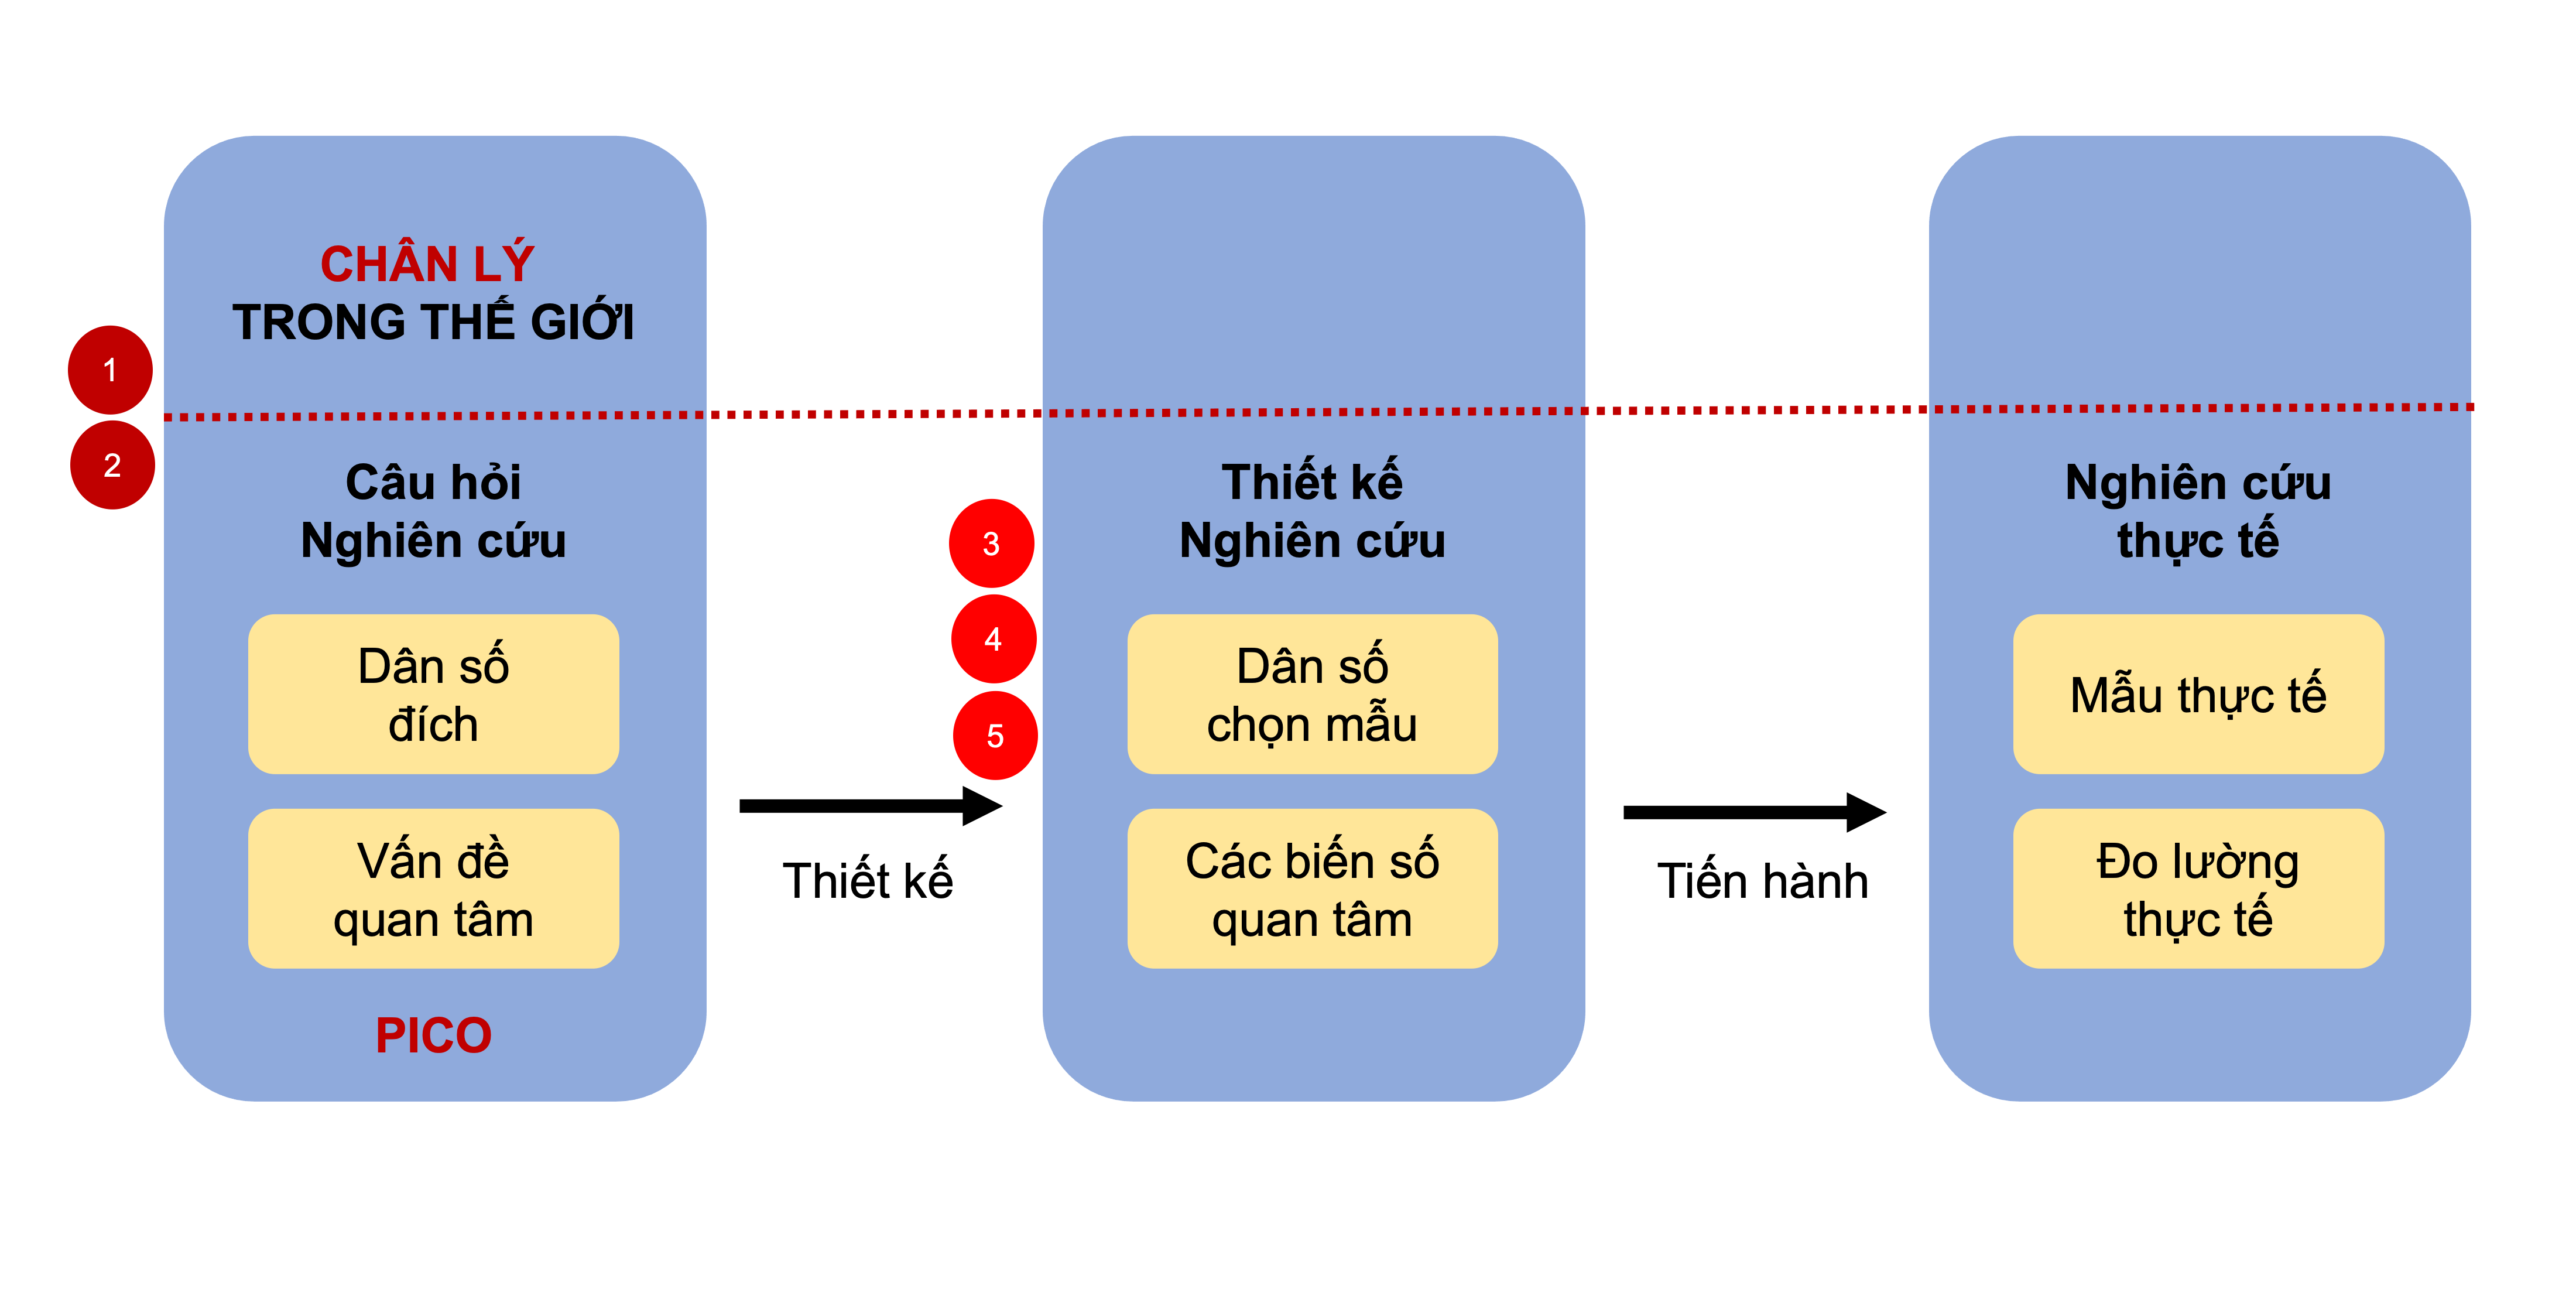 CHÂN LÝ
TRONG THẾ GIỚI
1
2
Câu hỏi
Nghiên cứu
Dân số
đích
Vấn đề
quan tâm
PICO
Thiết kế
3
4
5
Thiết kế
Nghiên cứu
Dân số
chọn mẫu
Các biến số
quan tâm
Tiến hành
Nghiên cứu
thực tế
Mẫu thực tế
Đo lường
thực tế